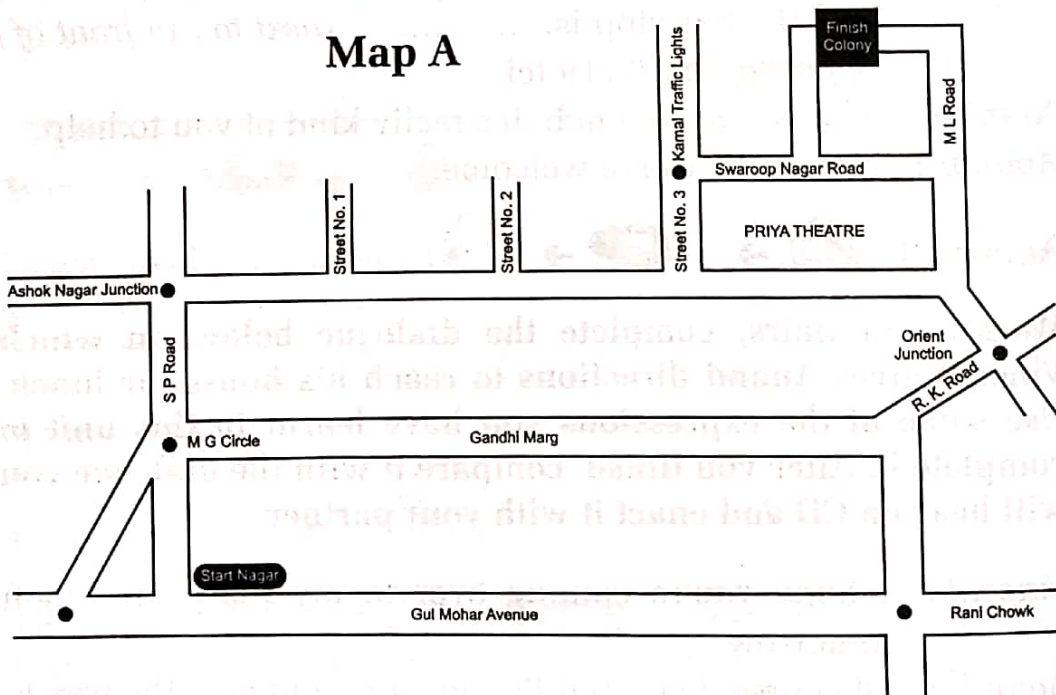 Map A
Finish
Colony
Kamal Traffic Lights
M L Road
Swaroop Nagar Road
Street No. 1
Street No. 2
Street No. 3
PRIYA THEATRE
Ashok Nagar Junction
Orient
Junction
S P Road
R. K. Road
M G Circle
Gandhi Marg
Start Nagar
Gul Mohar Avenue
Rani Chowk